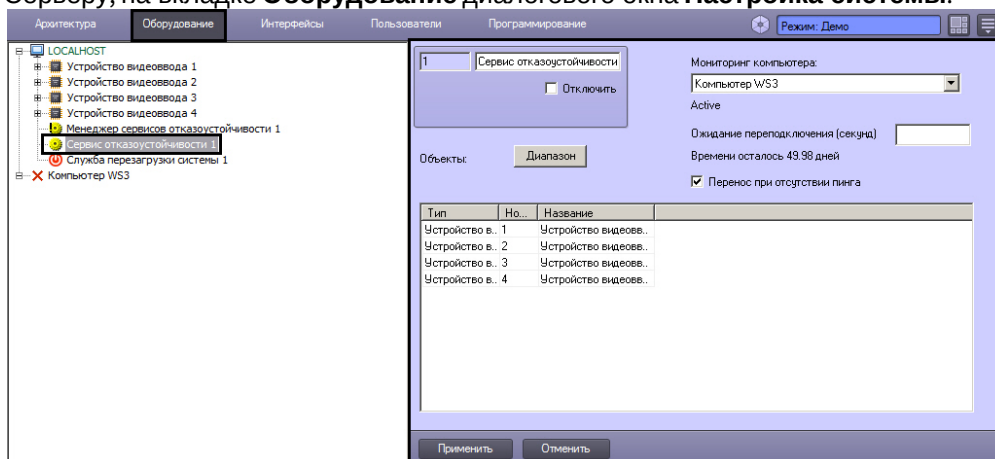 Серверу, на вкладке Оборудование диалогового окна Настройка системы.
Архитектура Оборудование Интерфейсы Пользователи Программирование Режим: Демо
LOCALHOST
Устройство видеоввода 1
Устройство видеоввода 2
Устройство видеоввода 3
Устройство видеоввода 4
Менеджер сервисов отказоустойчивости 1
Сервис отказоустойчивости 1
Служба перезагрузки системы 1
Компьютер WS3
1 Сервис отказоустойчивости
Отключить
Объекты: Диапазон
Мониторинг компьютера:
Компьютер WS3
Active
Ожидание переподключения (секунд)
Времени осталось 49.98 дней
Перенос при отсутствии пинга
Тип Но... Название
Устройство в.. 1 Устройство видеовв..
Устройство в.. 2 Устройство видеовв..
Устройство в.. 3 Устройство видеовв..
Устройство в.. 4 Устройство видеовв..
Применить Отменить